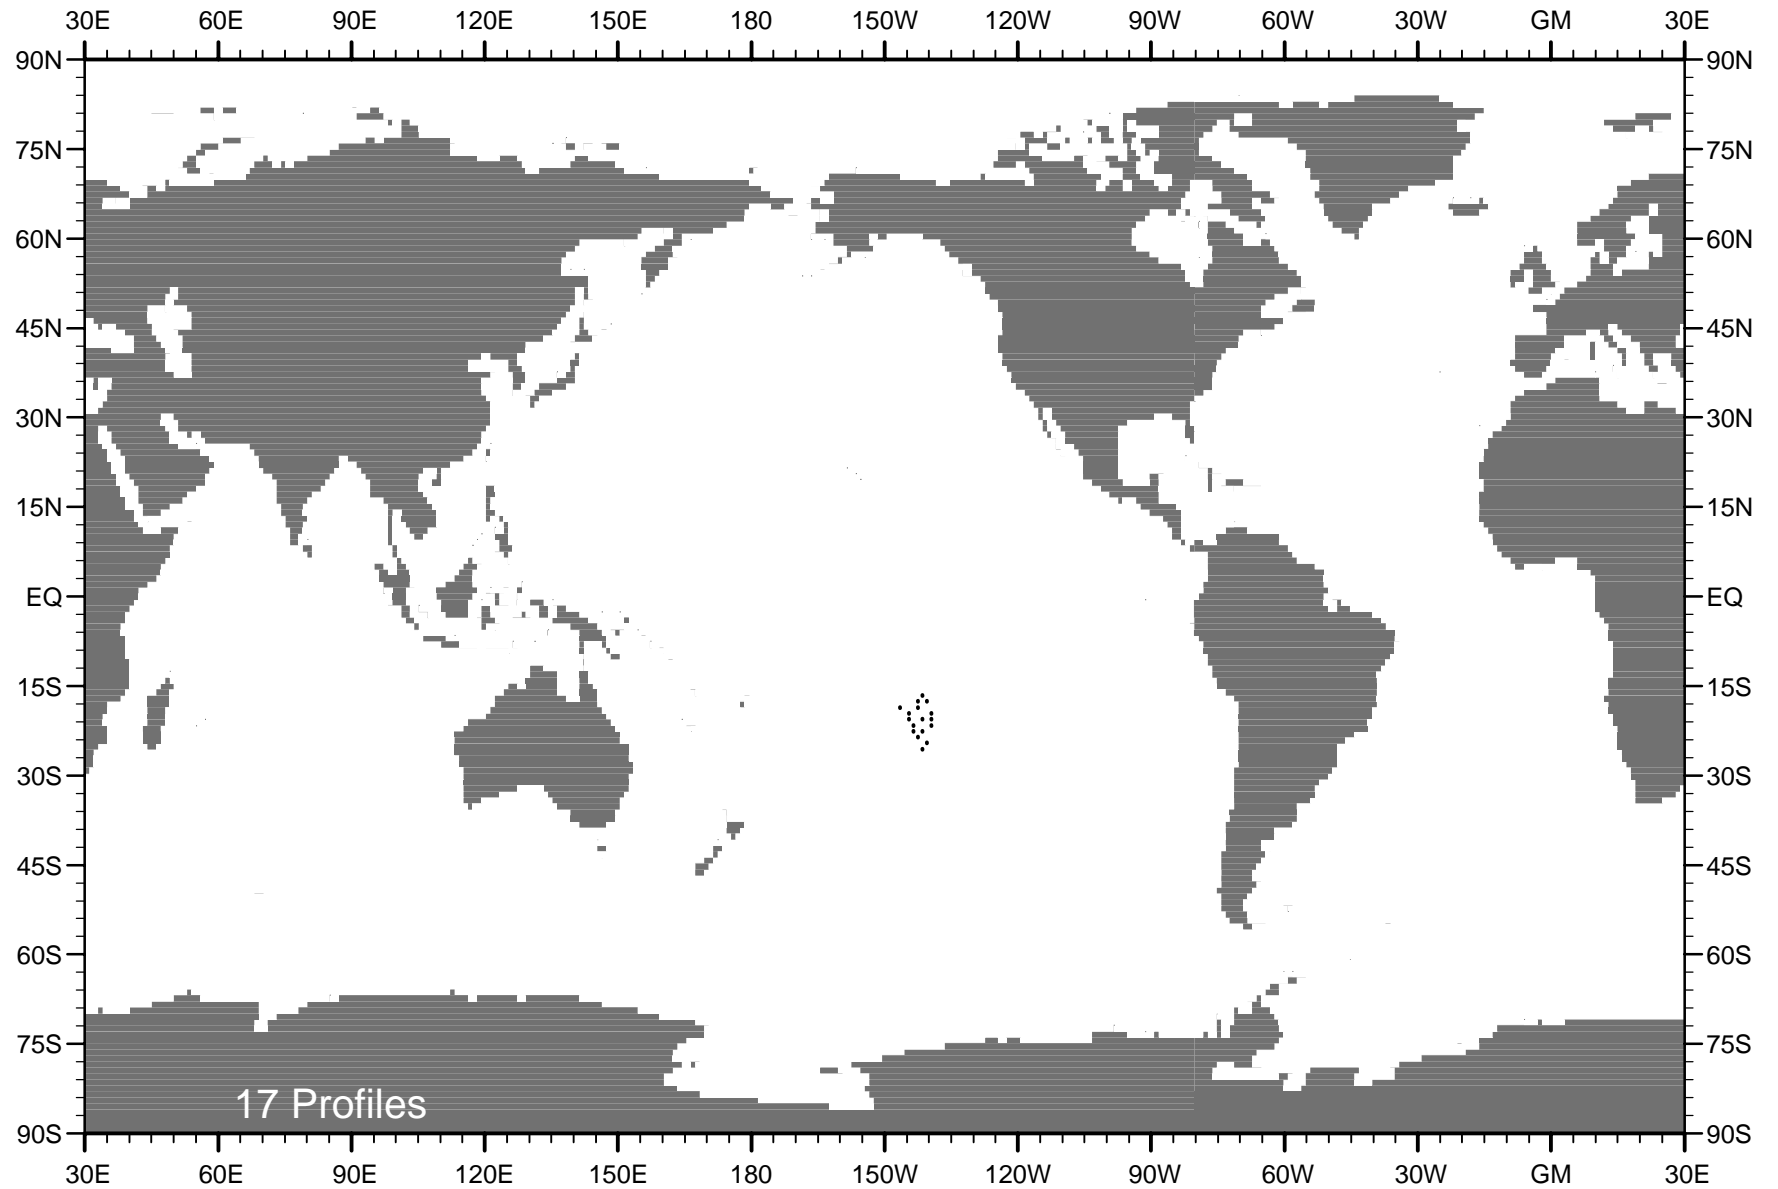 30E 60E 90E 120E 150E 180 150W 120W 90W 60W 30W GM 30E
90N 90N
75N 75N
60N 60N
45N 45N
30N 30N
15N 15N
EQ EQ
15S 15S
30S 30S
45S 45S
60S 60S
75S 75S
17 Profiles
90S 90S
30E 60E 90E 120E 150E 180 150W 120W 90W 60W 30W GM 30E